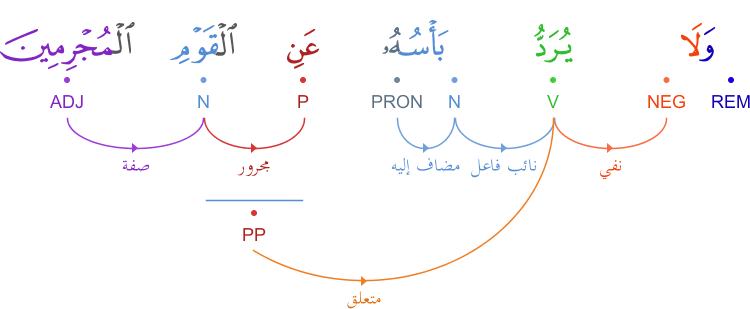 وَلَا يُرَدُّ بَأْسُهُۥ عَنِ ٱلْقَوْمِ ٱلْمُجْرِمِينَ
REM NEG V N PRON P N ADJ
نفي نائب فاعل مضاف إليه مجرور صفة
PP
متعلق